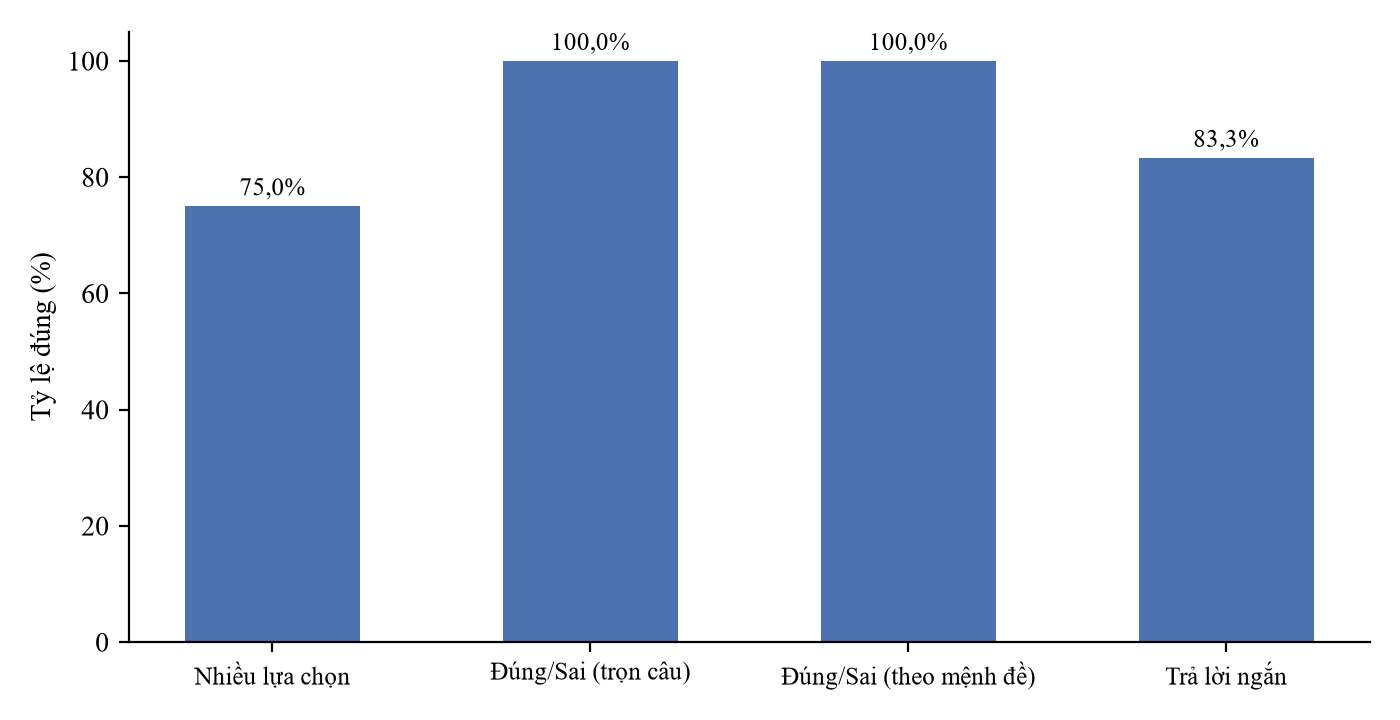 Tỷ lệ đúng (%)
100
80
60
40
20
0
75,0%
100,0%
100,0%
83,3%
Nhiều lựa chọn
Đúng/Sai (trọn câu)
Đúng/Sai (theo mệnh đề)
Trả lời ngắn